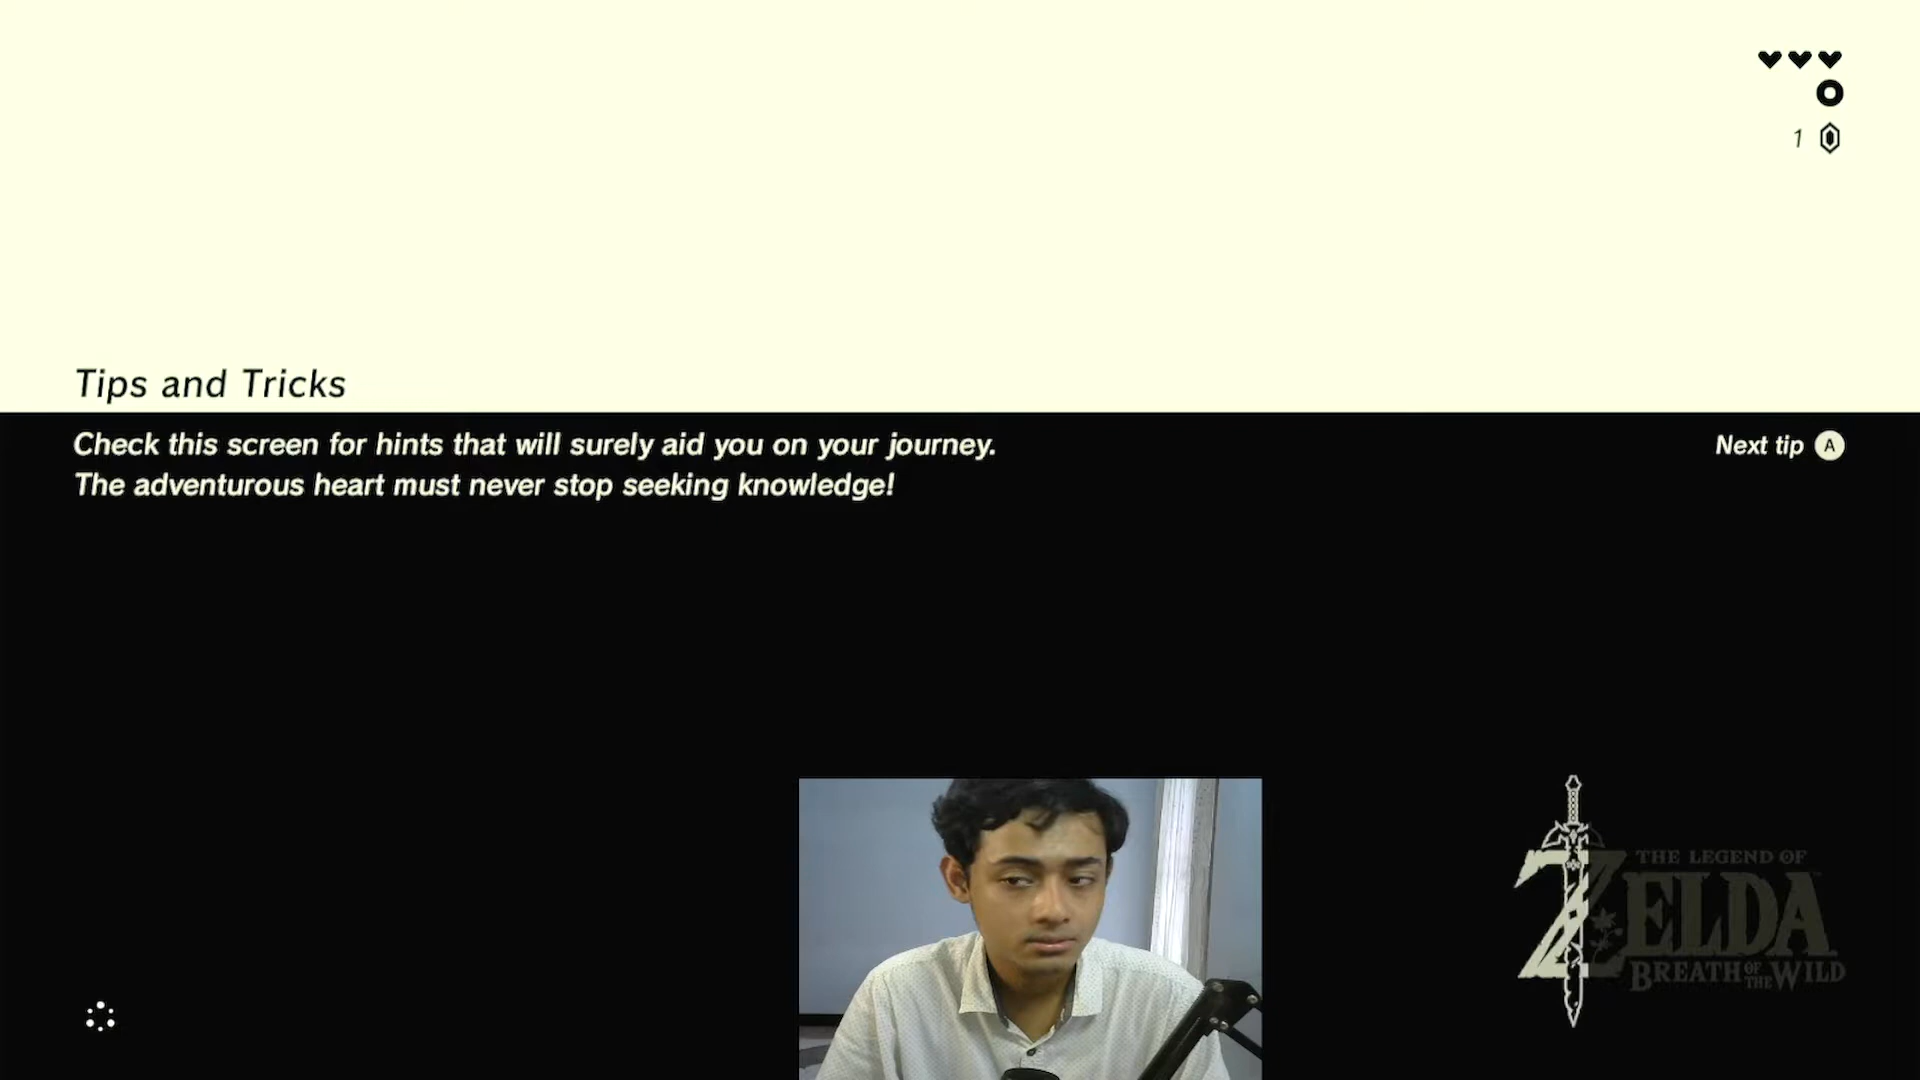 1
Tips and Tricks
Check this screen for hints that will surely aid you on your journey.
The adventurous heart must never stop seeking knowledge!
Next tip A
THE LEGEND OF
ZELDA
BREATH OF THE WILD